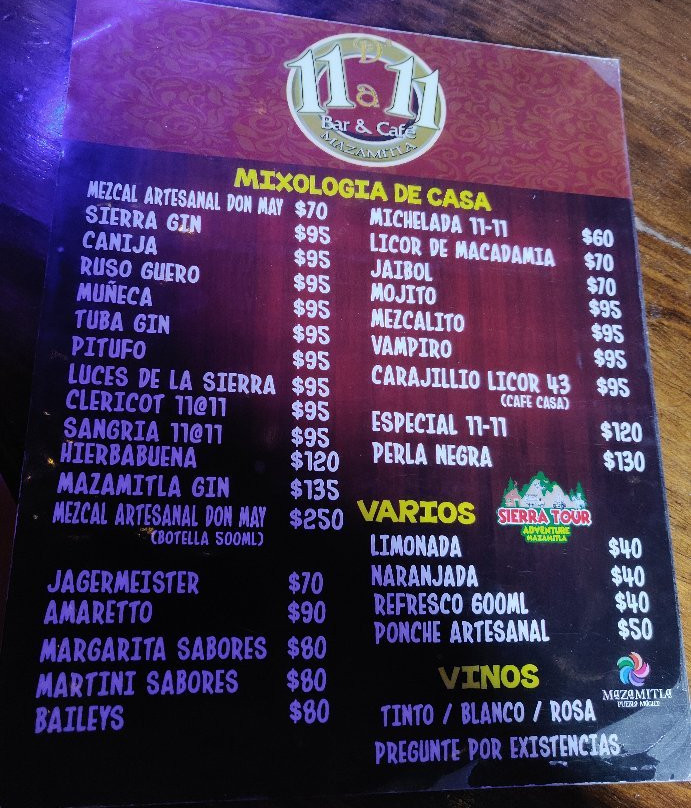 D'
11 a 11
Bar & Café
MAZAMITLA
MIXOLOGIA DE CASA
MEZCAL ARTESANAL DON MAY $70
SIERRA GIN $95
CANIJA $95
RUSO GUERO $95
MUÑECA $95
TUBA GIN $95
PITUFO $95
LUCES DE LA SIERRA $95
CLERICOT 11@11 $95
SANGRIA 11@11 $95
HIERBABUENA $120
MAZAMITLA GIN $135
MEZCAL ARTESANAL DON MAY $250
(BOTELLA 500ML)
JAGERMEISTER $70
AMARETTO $90
MARGARITA SABORES $80
MARTINI SABORES $80
BAILEYS $80
MICHELADA 11-11 $60
LICOR DE MACADAMIA $70
JAIBOL $70
MOJITO $95
MEZCALITO $95
VAMPIRO $95
CARAJILLIO LICOR 43 $95
(CAFE CASA)
ESPECIAL 11-11 $120
PERLA NEGRA $130
VARIOS
SIERRA TOUR
ADVENTURE
MAZAMITLA
LIMONADA $40
NARANJADA $40
REFRESCO 600ML $40
PONCHE ARTESANAL $50
VINOS
MAZAMITLA
PUEBLO MÁGICO
TINTO / BLANCO / ROSA
PREGUNTE POR EXISTENCIAS